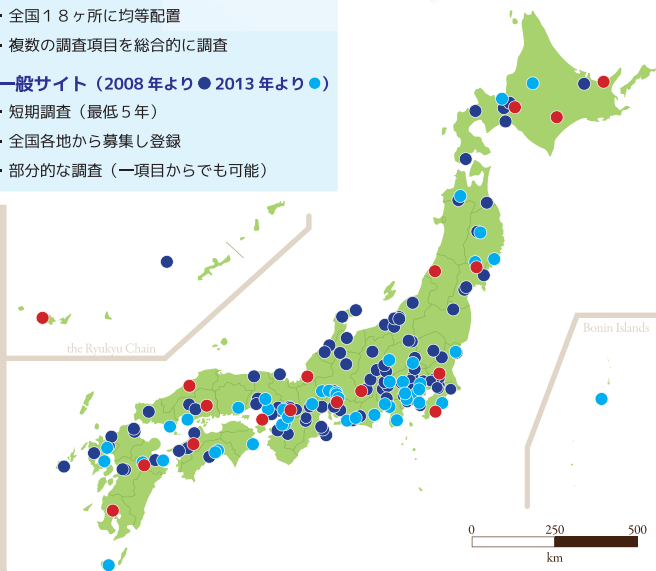 ・全国１８ヶ所に均等配置
・複数の調査項目を総合的に調査
一般サイト（2008 年より●2013 年より●）
・短期調査（最低５年）
・全国各地から募集し登録
・部分的な調査（一項目からでも可能）
the Ryukyu Chain
Bonin Islands
0 250 500
km